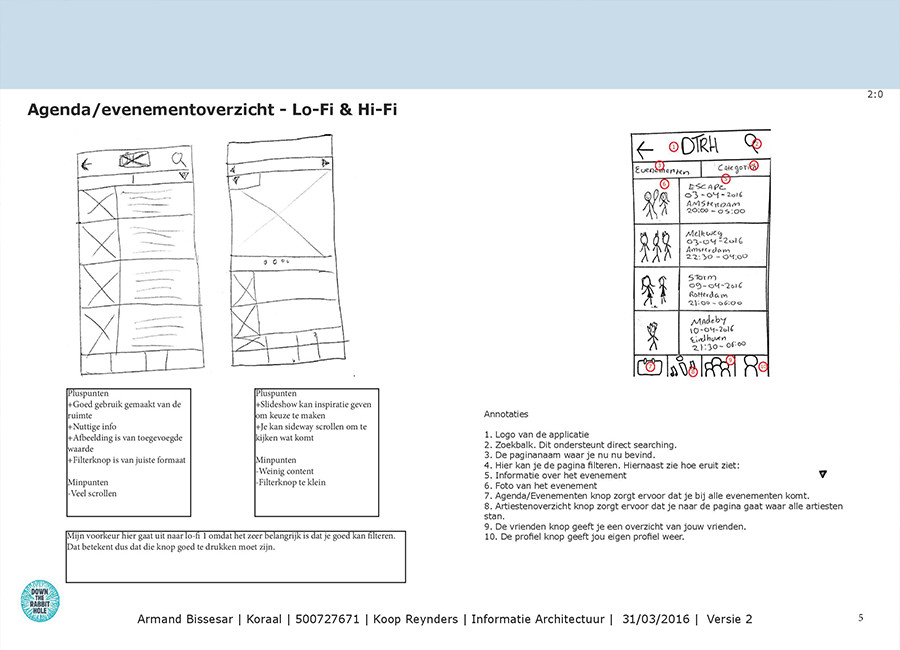 2:0
Agenda/evenementoverzicht - Lo-Fi & Hi-Fi
Pluspunten
+Goed gebruik gemaakt van de
ruimte
+Nuttige info
+Afbeelding is van toegevoegde
waarde
+Filterknop is van juiste formaat
Minpunten
-Veel scrollen
Pluspunten
+Slideshow kan inspiratie geven
om keuze te maken
+Je kan sideway scrollen om te
kijken wat komt
Minpunten
-Weinig content
-Filterknop te klein
Mijn voorkeur hier gaat uit naar lo-fi 1 omdat het zeer belangrijk is dat je goed kan filteren.
Dat betekent dus dat die knop goed te drukken moet zijn.
1 DTRH 2
Evenementen 3 Categorie 4
5
6
ESCAPE
03-04-2016
AMSTERDAM
20:00-05:00
Melkweg
03-04-2016
Amsterdam
22:30-04:00
STORM
09-04-2016
Rotterdam
21:00-06:00
Madeby
10-04-2016
Eindhoven
21:30-06:00
7 8 9 10
Annotaties
1. Logo van de applicatie
2. Zoekbalk. Dit ondersteunt direct searching.
3. De paginanaam waar je nu nu bevind.
4. Hier kan je de pagina filteren. Hiernaast zie hoe eruit ziet:
5. Informatie over het evenement
6. Foto van het evenement
7. Agenda/Evenementen knop zorgt ervoor dat je bij alle evenementen komt.
8. Artiestenoverzicht knop zorgt ervoor dat je naar de pagina gaat waar alle artiesten
stan.
9. De vrienden knop geeft je een overzicht van jouw vrienden.
10. De profiel knop geeft jou eigen profiel weer.
DOWN
THE
RABBIT
HOLE
Armand Bissesar | Koraal | 500727671 | Koop Reynders | Informatie Architectuur | 31/03/2016 | Versie 2
5